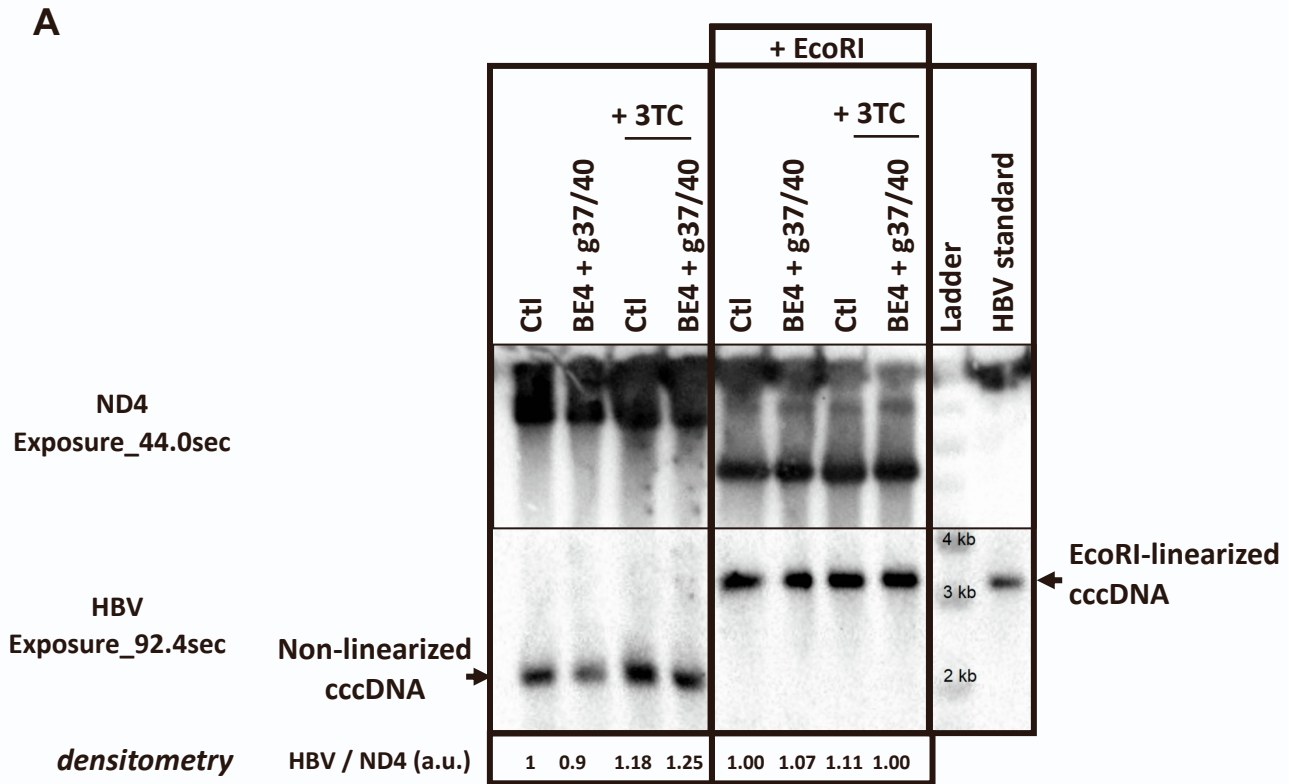 A
+ EcoRI
+ 3TC
+ 3TC
Ctl
BE4 + g37/40
Ctl
BE4 + g37/40
Ctl
BE4 + g37/40
Ctl
BE4 + g37/40
Ladder
HBV standard
ND4
Exposure_44.0sec
4 kb
EcoRI-linearized
cccDNA
3 kb
HBV
Exposure_92.4sec
Non-linearized
cccDNA
2 kb
densitometry HBV / ND4 (a.u.) 1 0.9 1.18 1.25 1.00 1.07 1.11 1.00